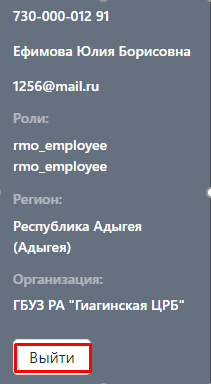 730-000-012 91
Ефимова Юлия Борисовна
1256@mail.ru
Роли:
rmo_employee
rmo_employee
Регион:
Республика Адыгея
(Адыгея)
Организация:
ГБУЗ РА "Гиагинская ЦРБ"
Выйти